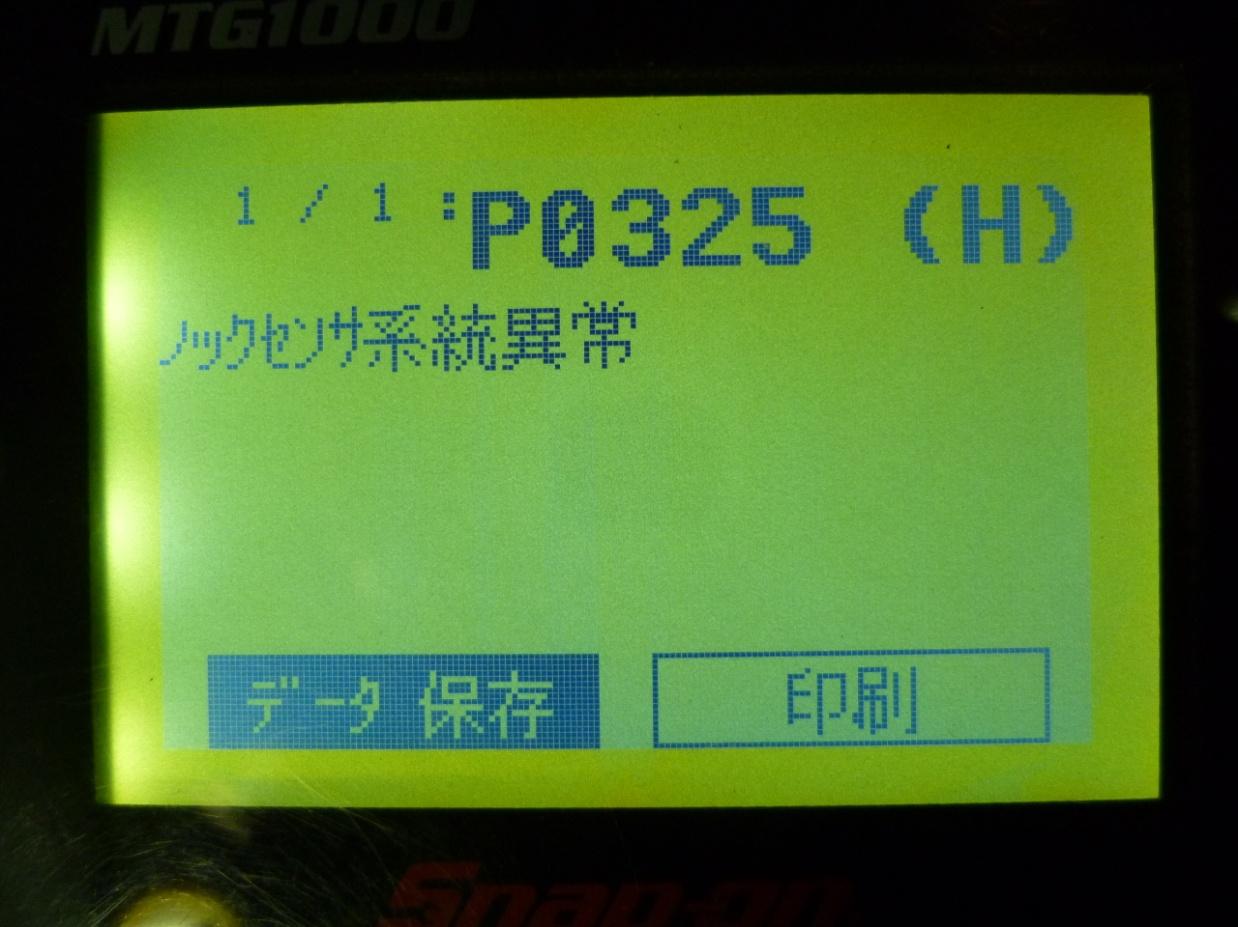 MTG1000
1 / 1 :P0325 (H)
ﾉｯｸｾﾝｻ系統異常
ﾃﾞｰﾀ 保存
印刷
Snap-on